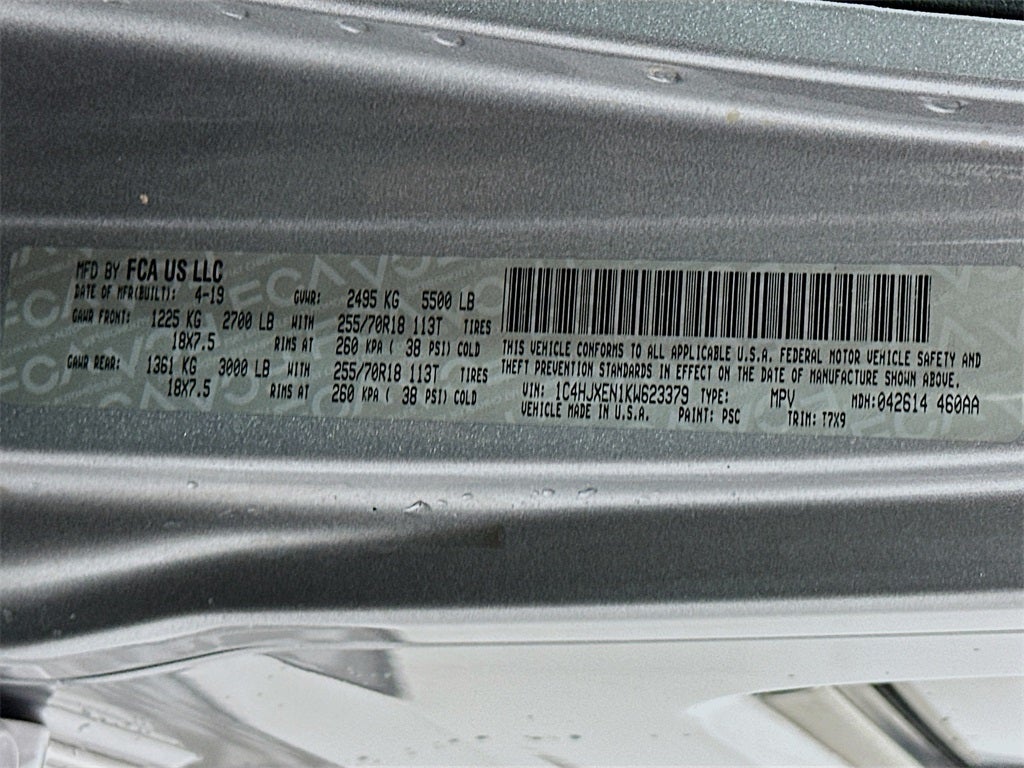 MFD BY FCA US LLC
DATE OF MFR(BUILT): 4-19 GVWR: 2495 KG 5500 LB
GAWR FRONT: 1225 KG 2700 LB WITH 255/70R18 113T TIRES
18X7.5 RIMS AT 260 KPA ( 38 PSI) COLD
GAWR REAR: 1361 KG 3000 LB WITH 255/70R18 113T TIRES
18X7.5 RIMS AT 260 KPA ( 38 PSI) COLD
THIS VEHICLE CONFORMS TO ALL APPLICABLE U.S.A. FEDERAL MOTOR VEHICLE SAFETY AND
THEFT PREVENTION STANDARDS IN EFFECT ON THE DATE OF MANUFACTURE SHOWN ABOVE.
VIN: 1C4HJXEN1KW623379 TYPE: MPV MDH: 042614 460AA
VEHICLE MADE IN U.S.A. PAINT: PSC TRIM: T7X9